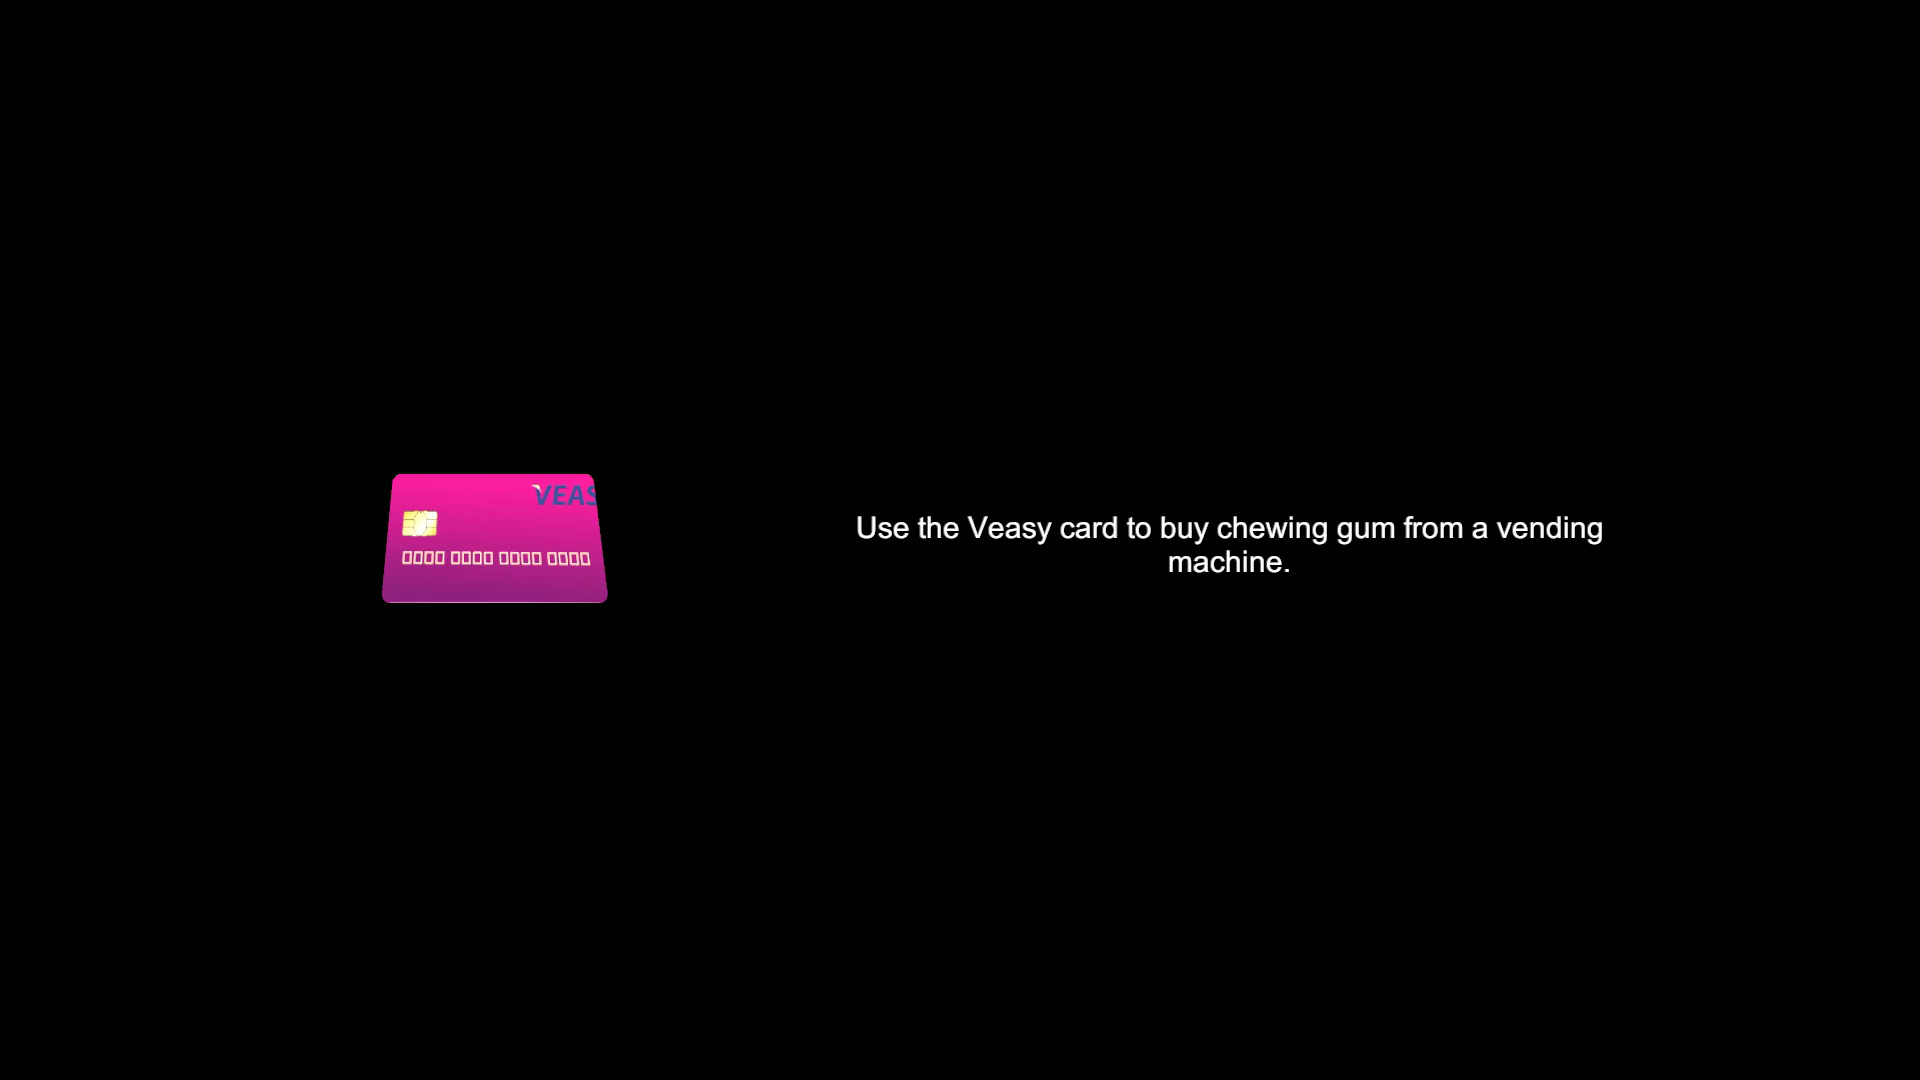 VEAS
Use the Veasy card to buy chewing gum from a vending
machine.